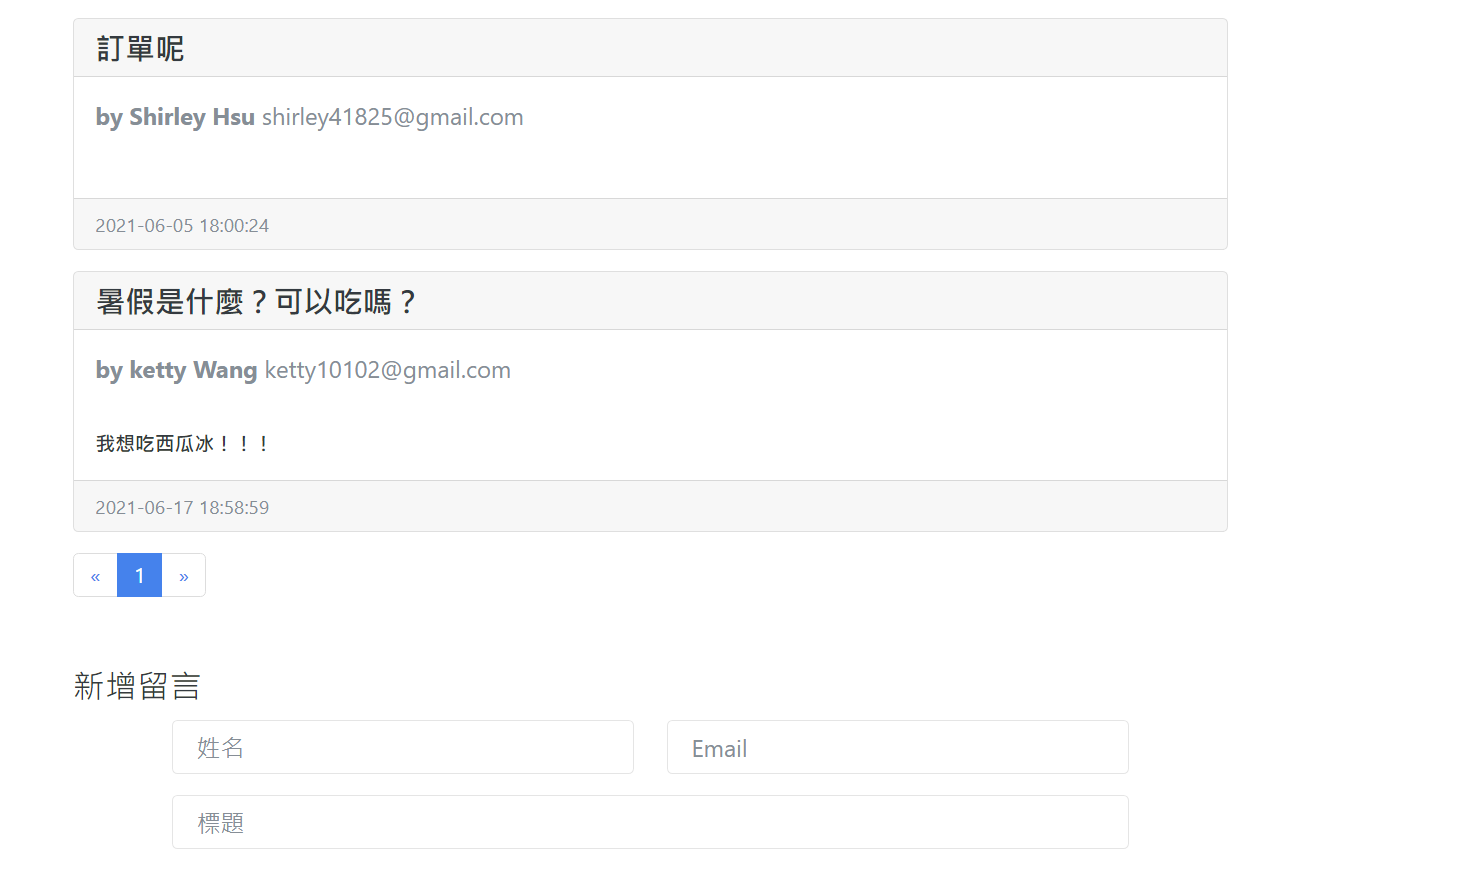 訂單呢
by Shirley Hsu shirley41825@gmail.com
2021-06-05 18:00:24
暑假是什麼？可以吃嗎？
by ketty Wang ketty10102@gmail.com
我想吃西瓜冰！！！
2021-06-17 18:58:59
« 1 »
新增留言
姓名 Email
標題